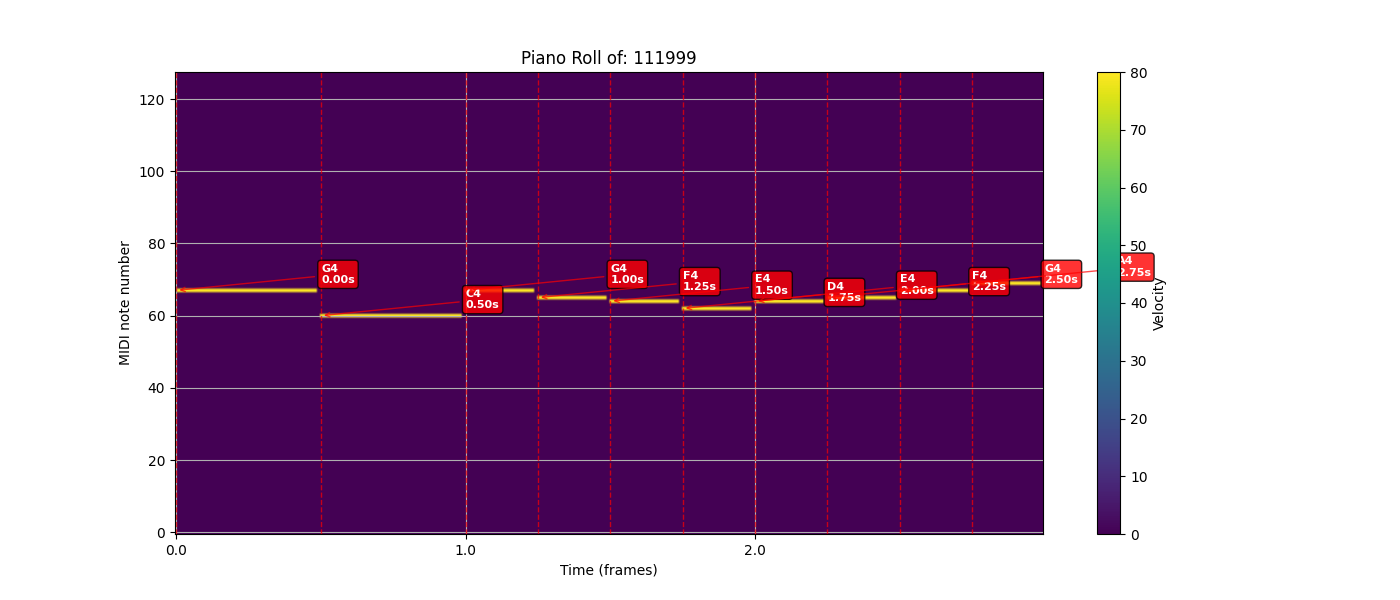 Piano Roll of: 111999
MIDI note number
120
100
80
60
40
20
0
G4
0.00s
C4
0.50s
G4
1.00s
F4
1.25s
E4
1.50s
D4
1.75s
E4
2.00s
F4
2.25s
G4
2.50s
A4
2.75s
0.0
1.0
2.0
Time (frames)
80
70
60
50
40
30
20
10
0
Velocity